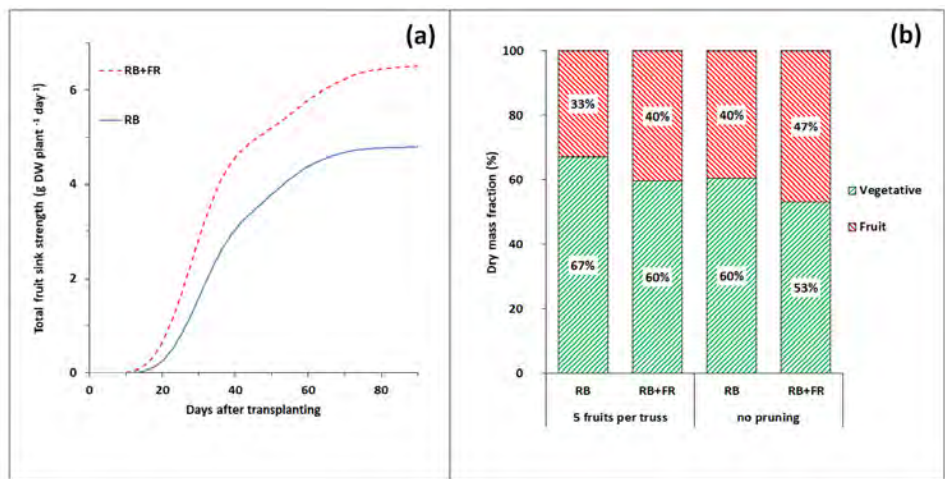 (a)
RB+FR
RB
Total fruit sink strength (g DW plant ⁻¹ day⁻¹)
6
4
2
0
0 20 40 60 80
Days after transplanting
(b)
Dry mass fraction (%)
100
80
60
40
20
0
33% 40% 40% 47%
67% 60% 60% 53%
Vegetative
Fruit
RB RB+FR RB RB+FR
5 fruits per truss no pruning